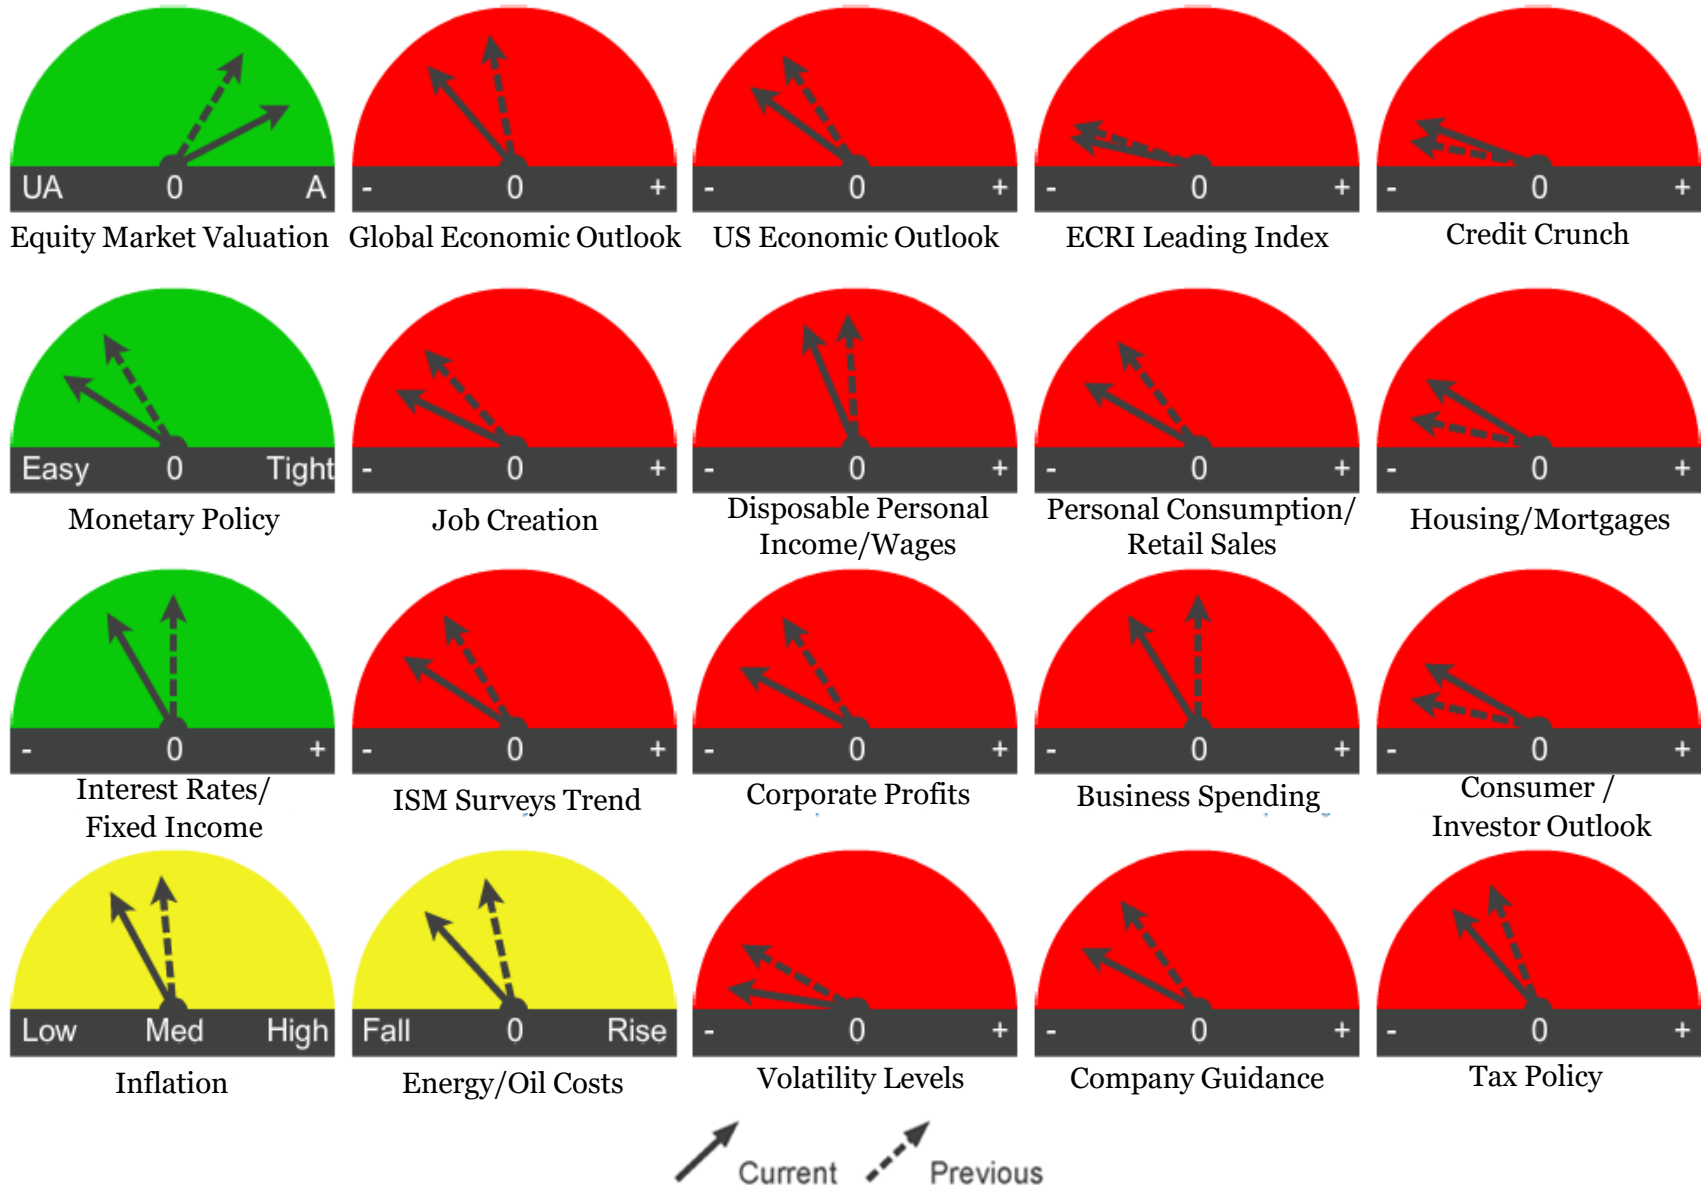 UA 0 A
- 0 +
- 0 +
- 0 +
- 0 +
Equity Market Valuation
Global Economic Outlook
US Economic Outlook
ECRI Leading Index
Credit Crunch
Easy 0 Tight
- 0 +
- 0 +
- 0 +
- 0 +
Monetary Policy
Job Creation
Disposable Personal
Income/Wages
Personal Consumption/
Retail Sales
Housing/Mortgages
- 0 +
- 0 +
- 0 +
- 0 +
- 0 +
Interest Rates/
Fixed Income
ISM Surveys Trend
Corporate Profits
Business Spending
Consumer /
Investor Outlook
Low Med High
Fall 0 Rise
- 0 +
- 0 +
- 0 +
Inflation
Energy/Oil Costs
Volatility Levels
Company Guidance
Tax Policy
Current
Previous